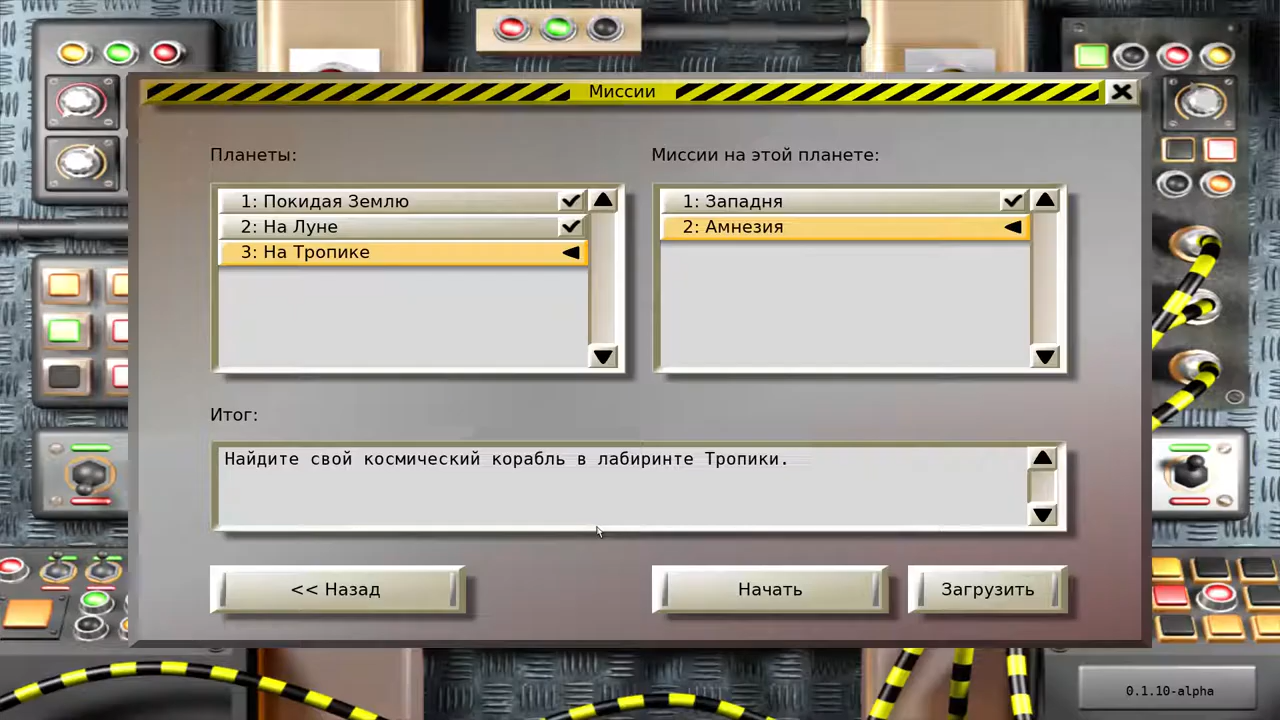 Миссии
Планеты:
Миссии на этой планете:
1: Покидая Землю
2: На Луне
3: На Тропике
1: Западня
2: Амнезия
Итог:
Найдите свой космический корабль в лабиринте Тропики.
<< Назад
Начать
Загрузить
0.1.10-alpha